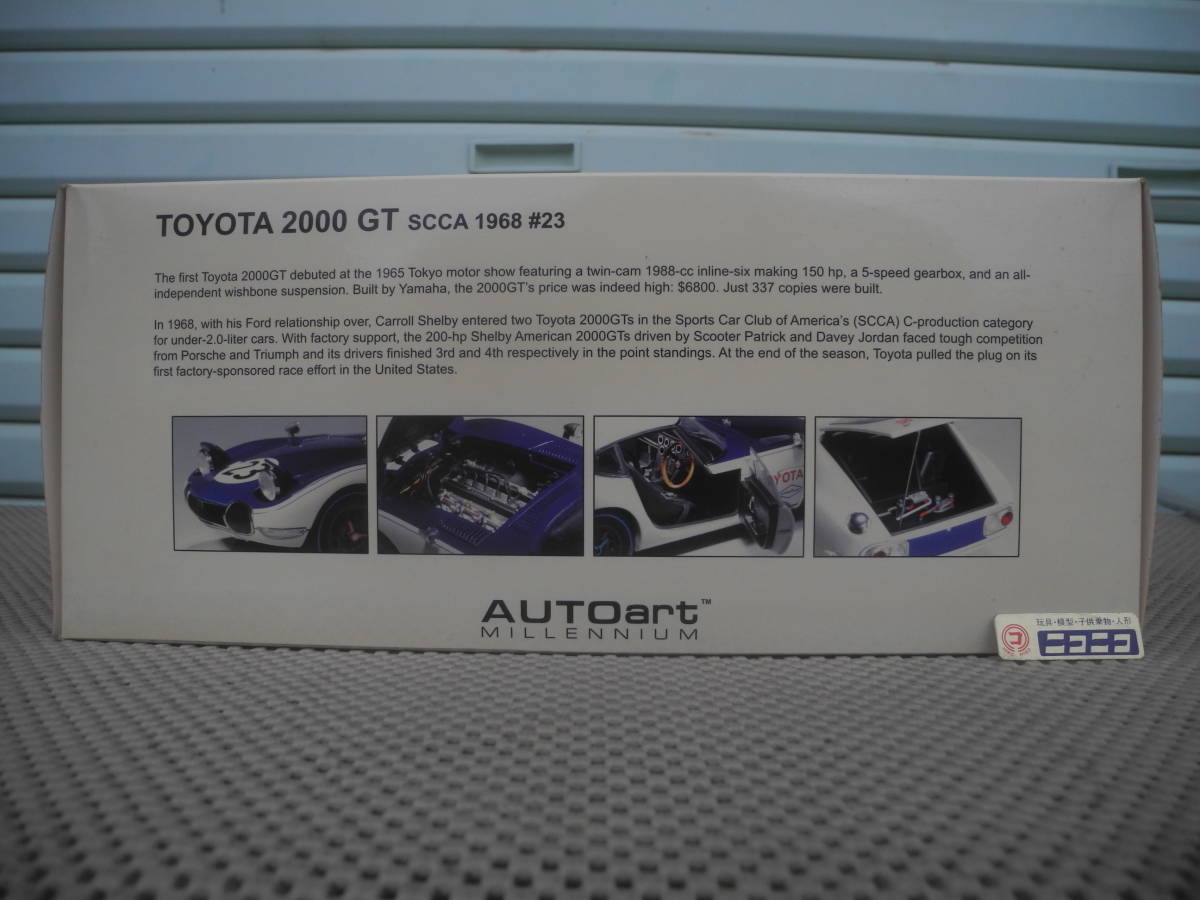 TOYOTA 2000 GT SCCA 1968 #23
The first Toyota 2000GT debuted at the 1965 Tokyo motor show featuring a twin-cam 1988-cc inline-six making 150 hp, a 5-speed gearbox, and an all-
independent wishbone suspension. Built by Yamaha, the 2000GT's price was indeed high: $6800. Just 337 copies were built.
In 1968, with his Ford relationship over, Carroll Shelby entered two Toyota 2000GTs in the Sports Car Club of America's (SCCA) C-production category
for under-2.0-liter cars. With factory support, the 200-hp Shelby American 2000GTs driven by Scooter Patrick and Davey Jordan faced tough competition
from Porsche and Triumph and its drivers finished 3rd and 4th respectively in the point standings. At the end of the season, Toyota pulled the plug on its
first factory-sponsored race effort in the United States.
23
TOYOTA
AUTOart™
MILLENNIUM
玩具・模型・子供乗物・人形
コ
ニコニコ